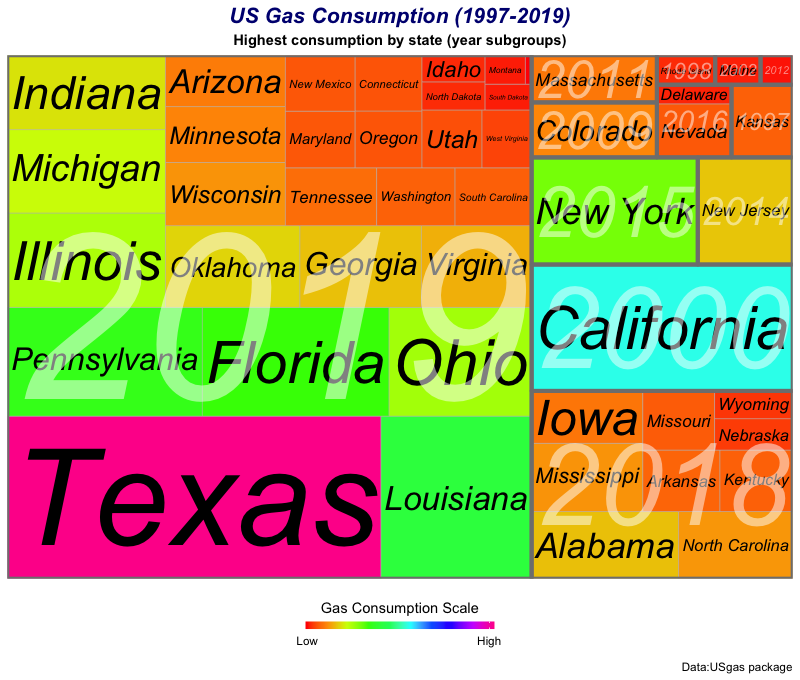 US Gas Consumption (1997-2019)
Highest consumption by state (year subgroups)
Indiana
Michigan
Illinois
Arizona
Minnesota
Wisconsin
New Mexico
Connecticut
Idaho
Montana
North Dakota
South Dakota
Maryland
Oregon
Utah
West Virginia
Tennessee
Washington
South Carolina
Oklahoma
Georgia
Virginia
2019
Pennsylvania
Florida
Ohio
Texas
Louisiana
Massachusetts
2011
1998
Maine
2002
2012
Colorado
2009
Delaware
Nevada
2016
Kansas
1997
New York
2015
New Jersey
2014
California
2000
Iowa
Missouri
Wyoming
Nebraska
Mississippi
Arkansas
Kentucky
2018
Alabama
North Carolina
Gas Consumption Scale
Low
High
Data:USgas package